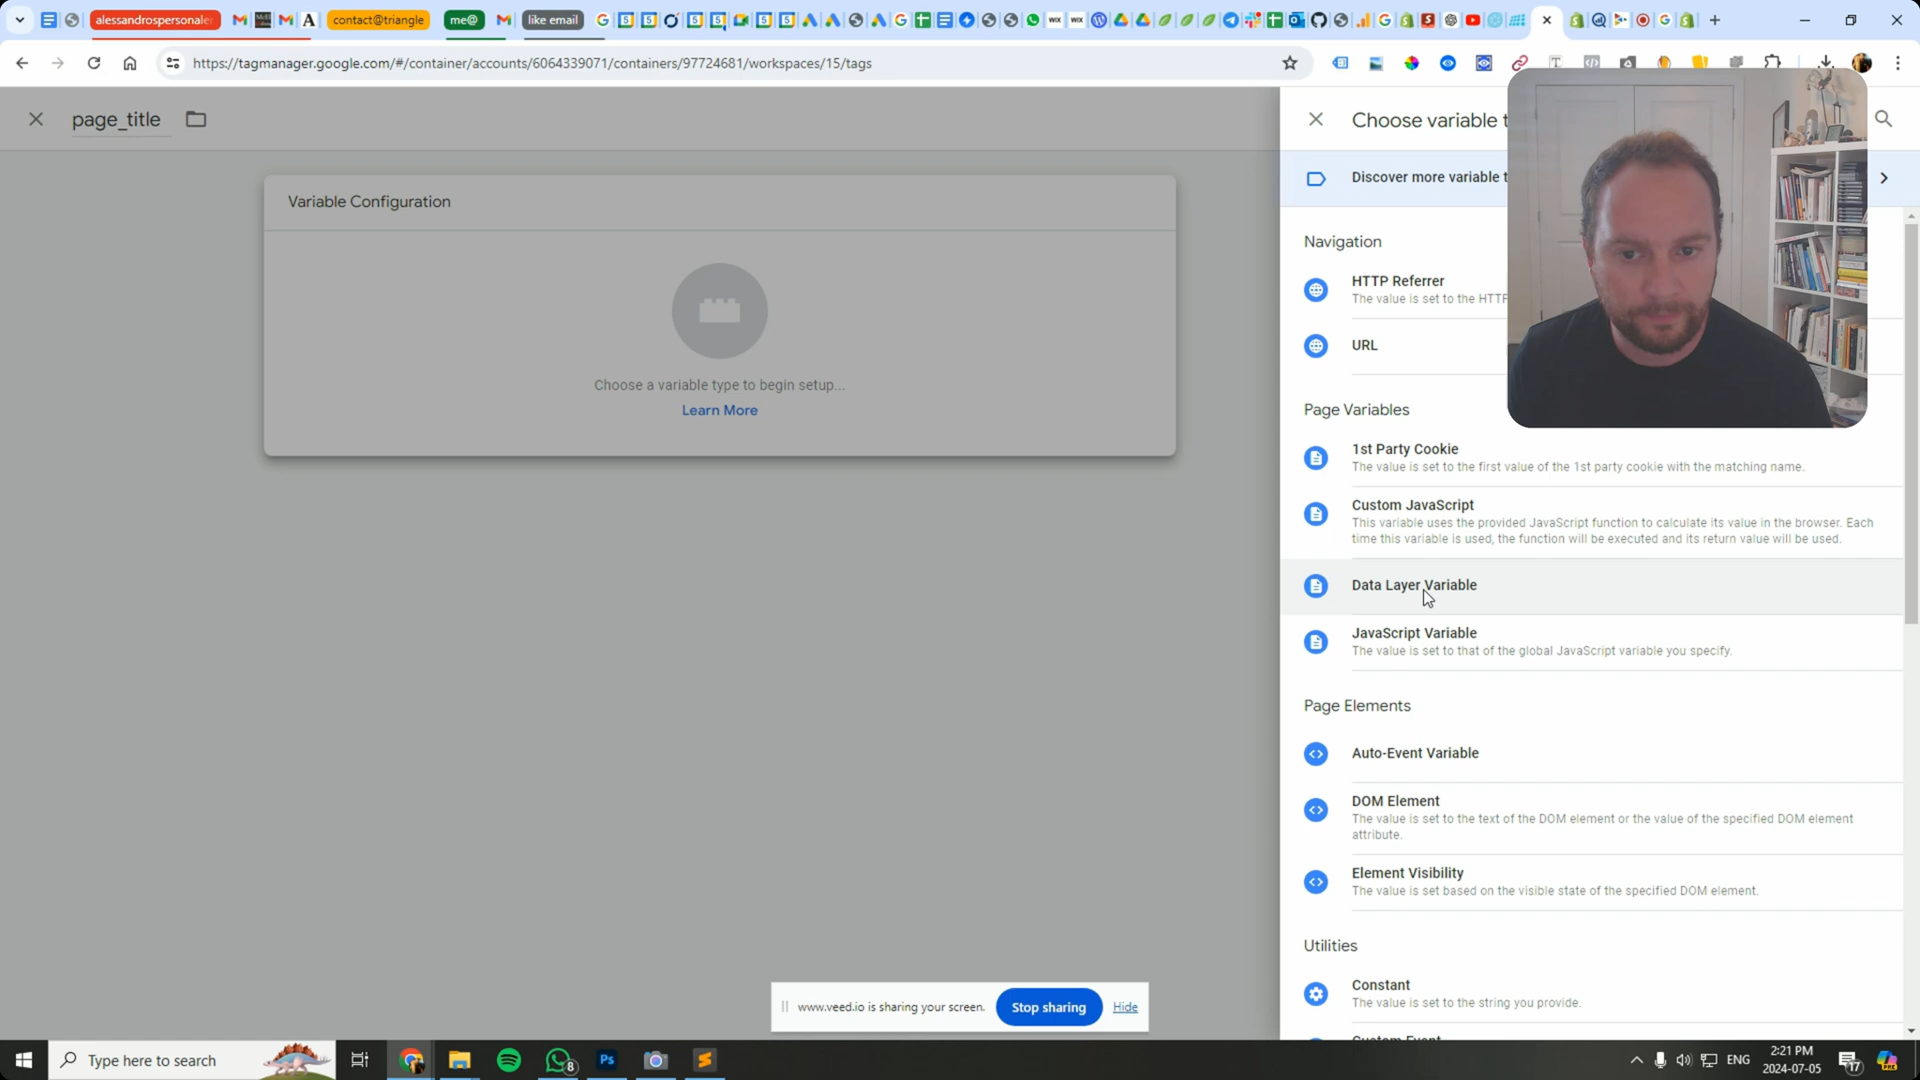 alessandrospersonale
contact@triangle
me@
like email
https://tagmanager.google.com/#/container/accounts/6064339071/containers/97724681/workspaces/15/tags
page_title
Variable Configuration
Choose a variable type to begin setup...
Learn More
Choose variable t
Discover more variable t
Navigation
HTTP Referrer
The value is set to the HTTP
URL
Page Variables
1st Party Cookie
The value is set to the first value of the 1st party cookie with the matching name.
Custom JavaScript
This variable uses the provided JavaScript function to calculate its value in the browser. Each
time this variable is used, the function will be executed and its return value will be used.
Data Layer Variable
JavaScript Variable
The value is set to that of the global JavaScript variable you specify.
Page Elements
Auto-Event Variable
DOM Element
The value is set to the text of the DOM element or the value of the specified DOM element
attribute.
Element Visibility
The value is set based on the visible state of the specified DOM element.
Utilities
Constant
The value is set to the string you provide.
Custom Event
www.veed.io is sharing your screen.
Stop sharing
Hide
Type here to search
8
Ps
ENG
2:21 PM
2024-07-05
17